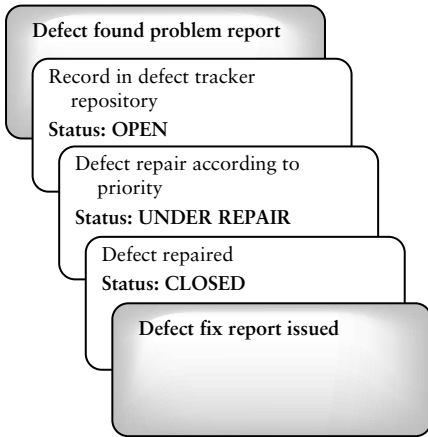 Defect found problem report
Record in defect tracker
repository
Status: OPEN
Defect repair according to
priority
Status: UNDER REPAIR
Defect repaired
Status: CLOSED
Defect fix report issued